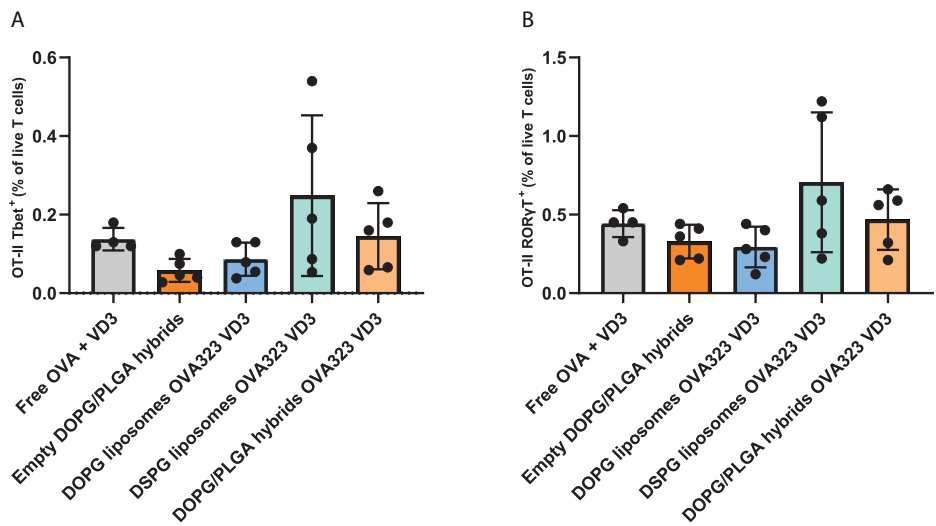 A
OT-II Tbet⁺ (% of live T cells)
0.6
0.4
0.2
0.0
Free OVA + VD3
Empty DOPG/PLGA hybrids
DOPG liposomes OVA323 VD3
DSPG liposomes OVA323 VD3
DOPG/PLGA hybrids OVA323 VD3
B
OT-II RORγT⁺ (% of live T cells)
1.5
1.0
0.5
0.0
Free OVA + VD3
Empty DOPG/PLGA hybrids
DOPG liposomes OVA323 VD3
DSPG liposomes OVA323 VD3
DOPG/PLGA hybrids OVA323 VD3